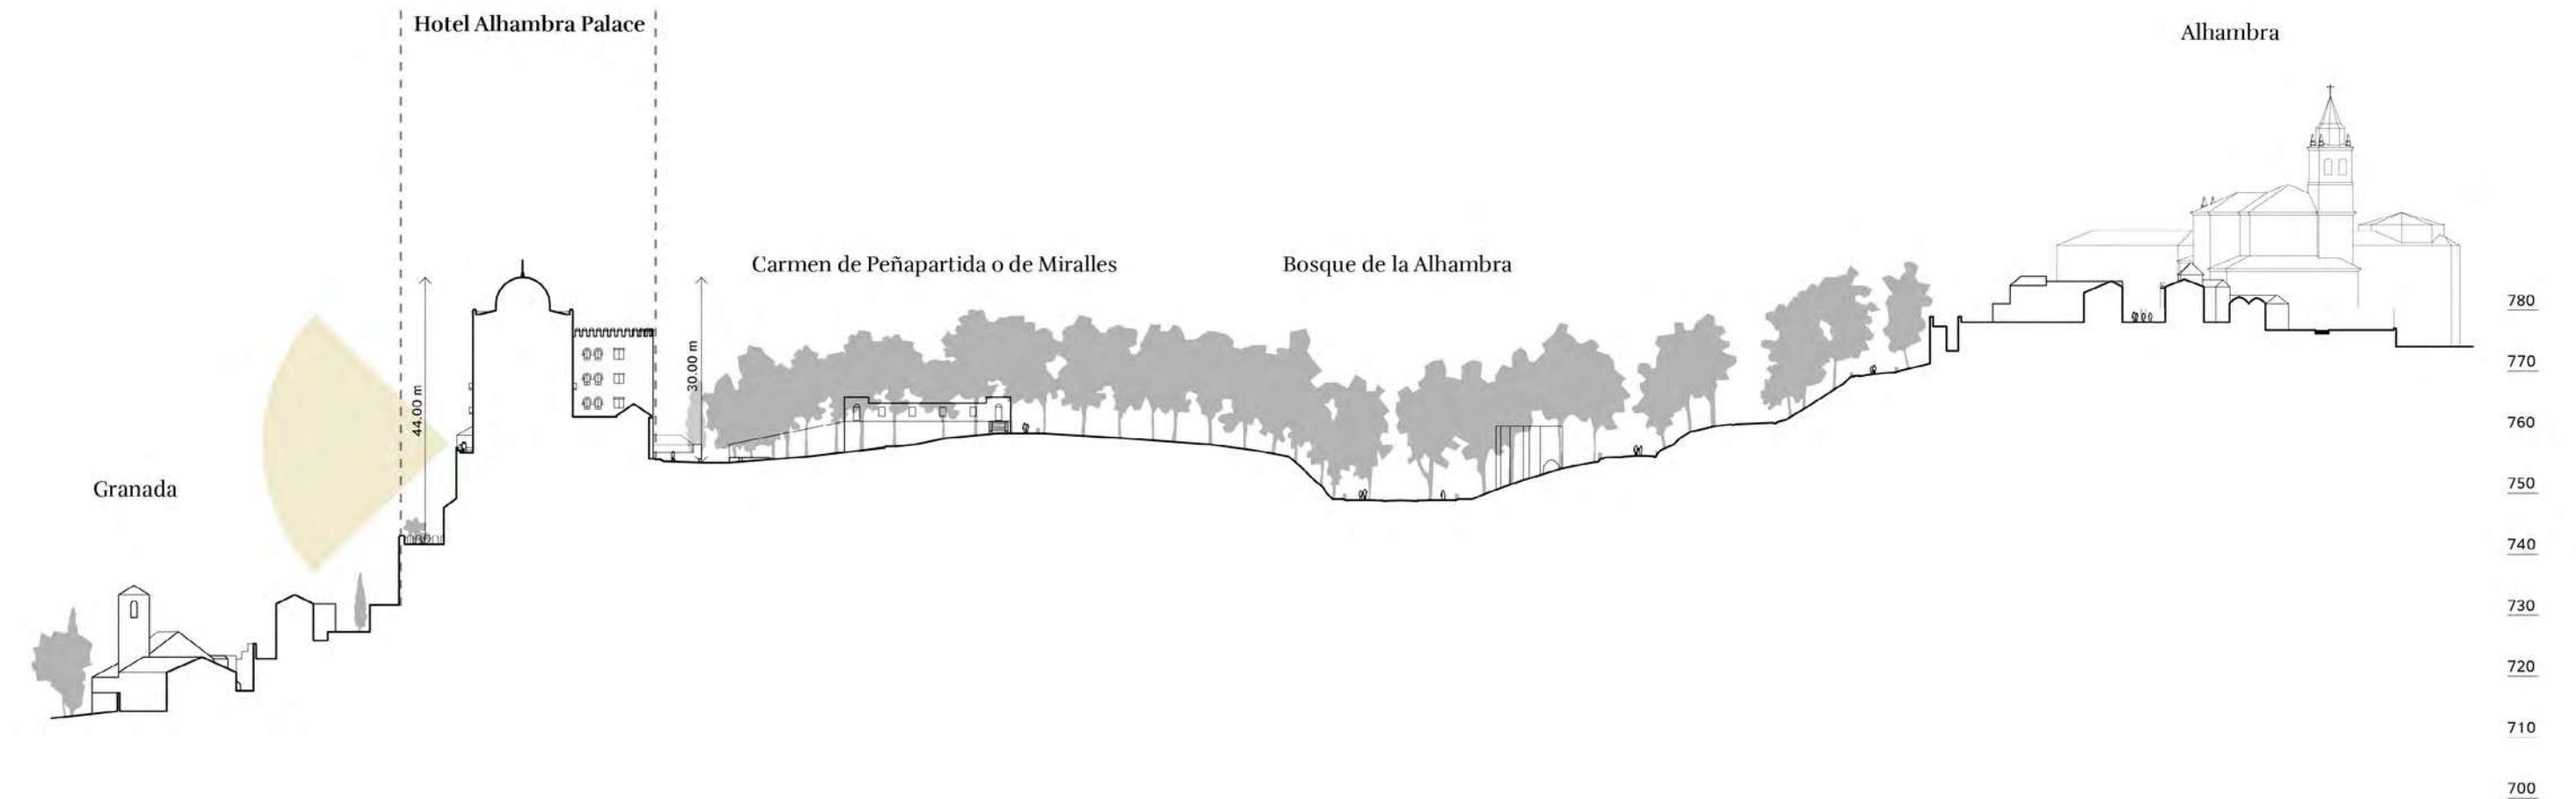 Hotel Alhambra Palace
Alhambra
Carmen de Peñapartida o de Miralles
Bosque de la Alhambra
Granada
44.00 m
30.00 m
780
770
760
750
740
730
720
710
700